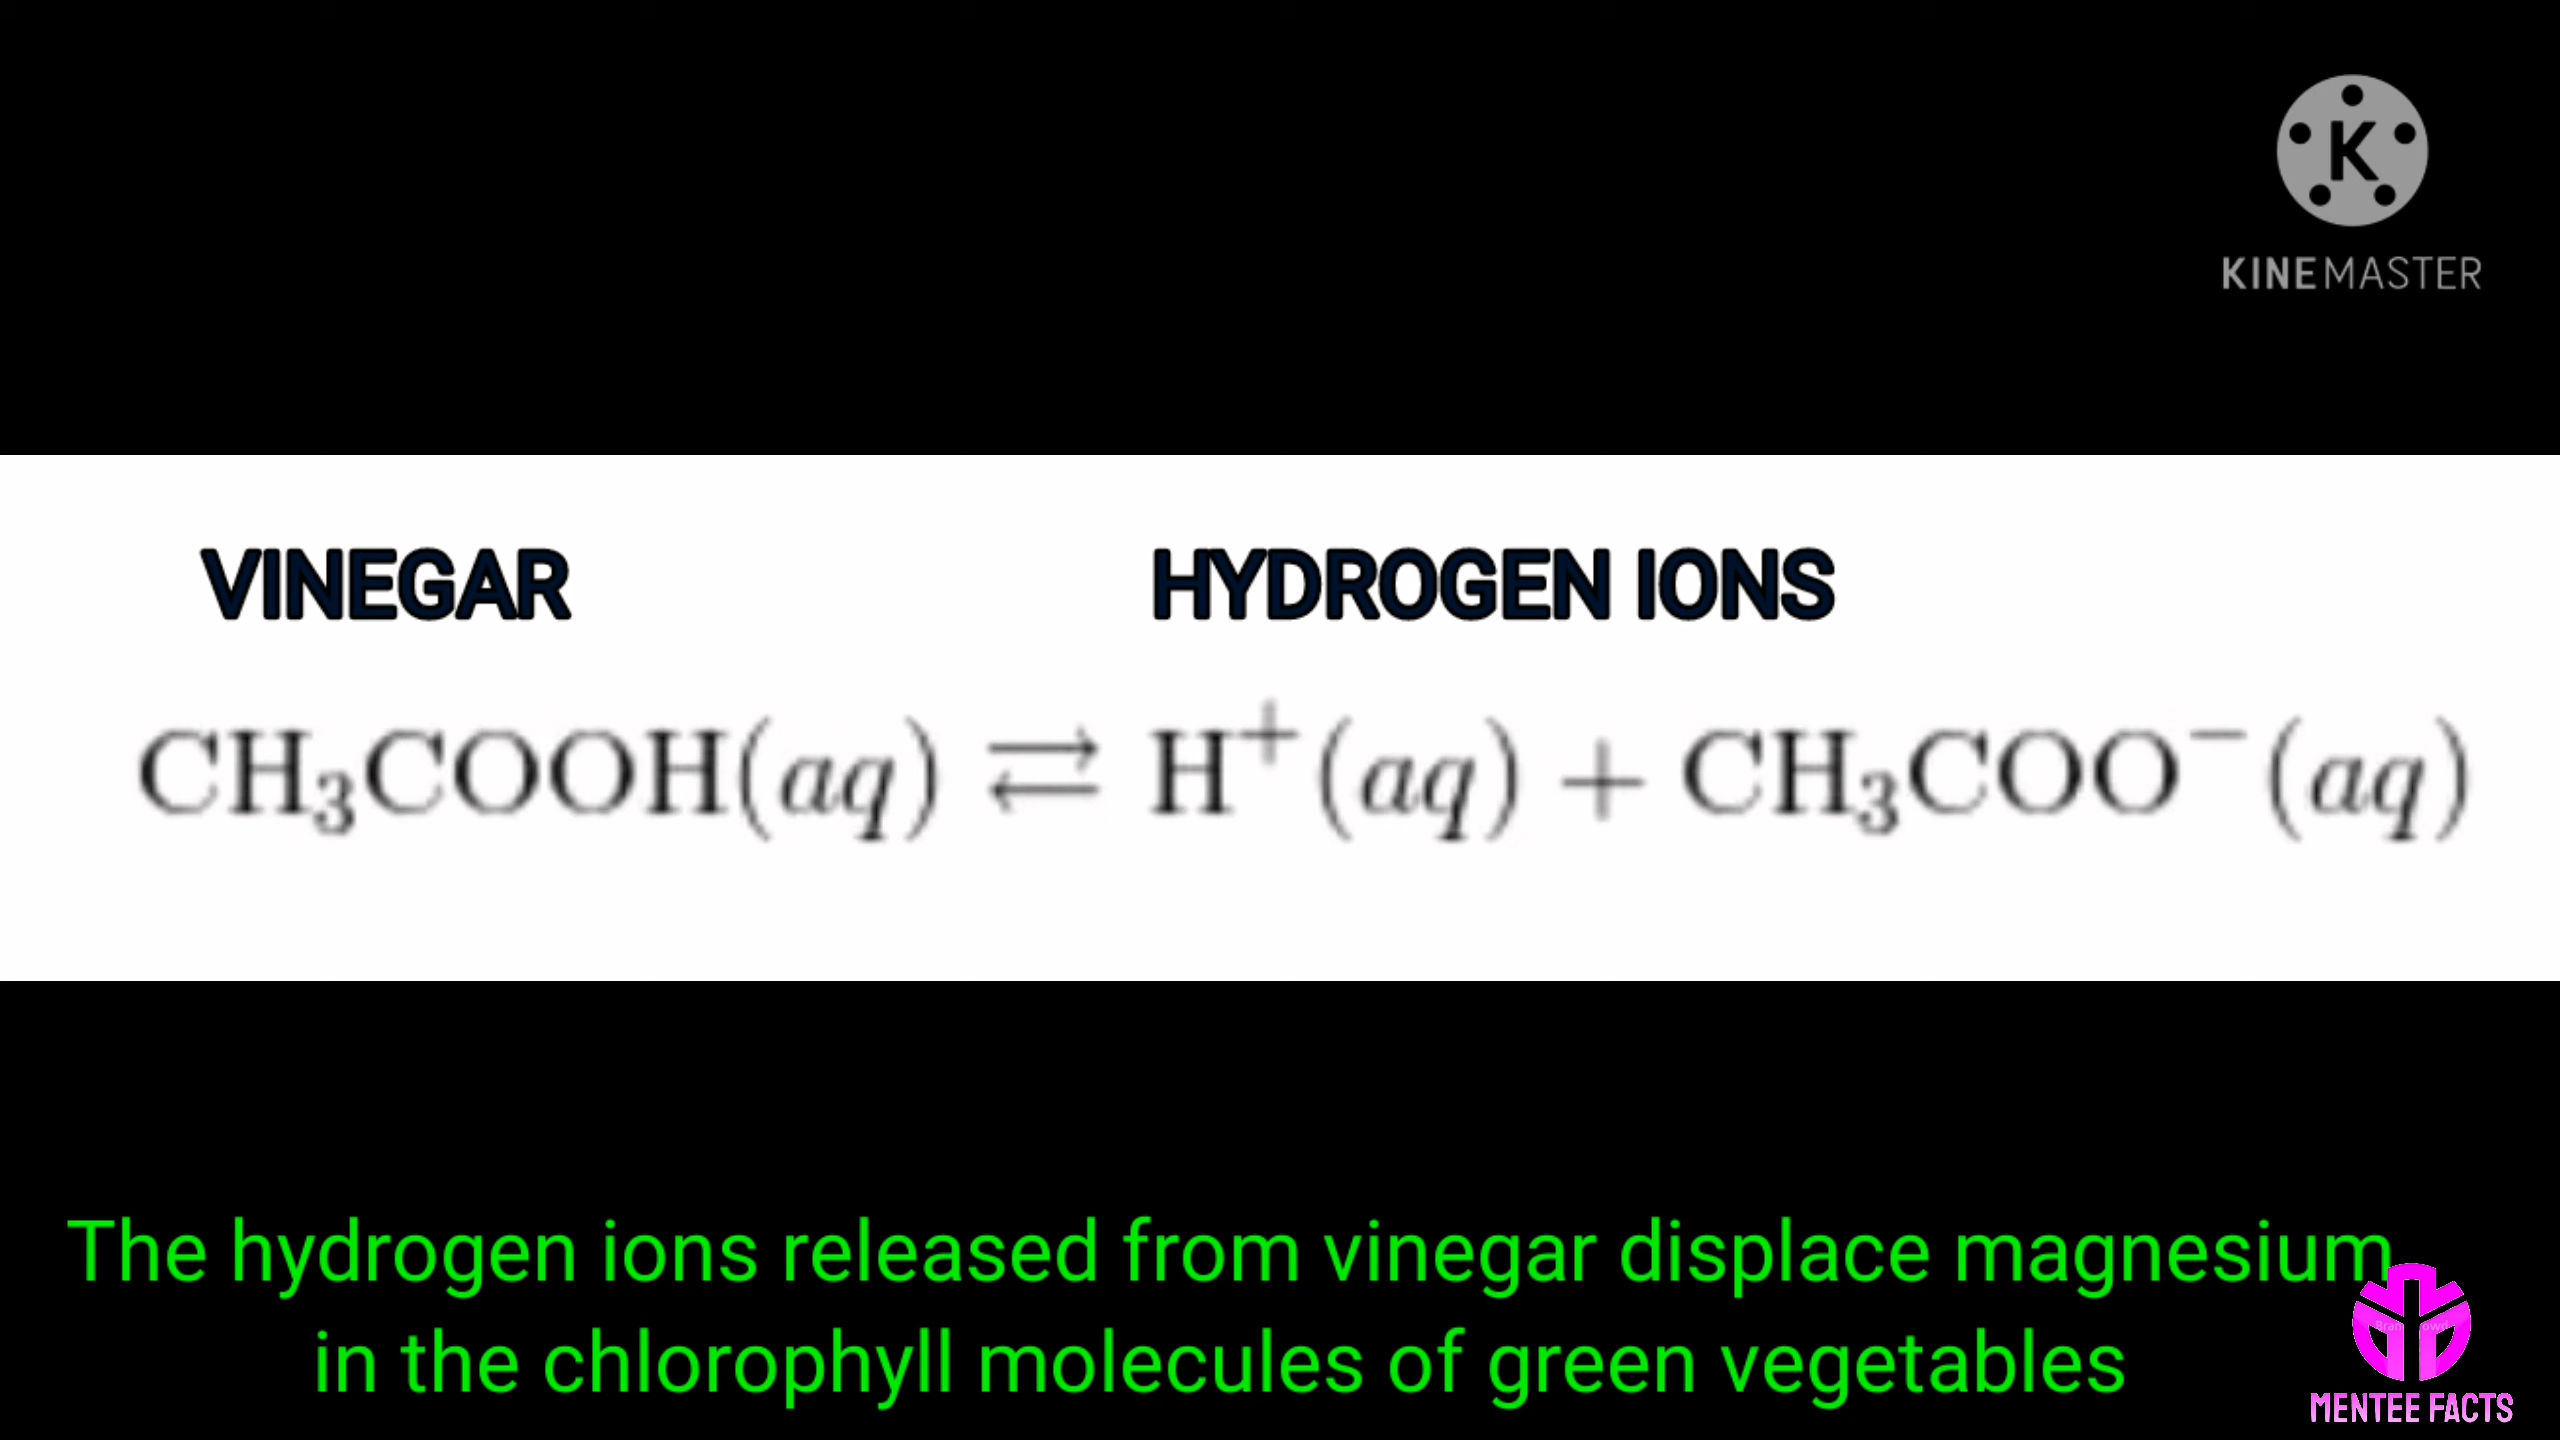 K
KINEMASTER
VINEGAR HYDROGEN IONS
CH₃COOH(aq) ⇄ H⁺(aq) + CH₃COO⁻(aq)
The hydrogen ions released from vinegar displace magnesium
in the chlorophyll molecules of green vegetables
MENTEE FACTS